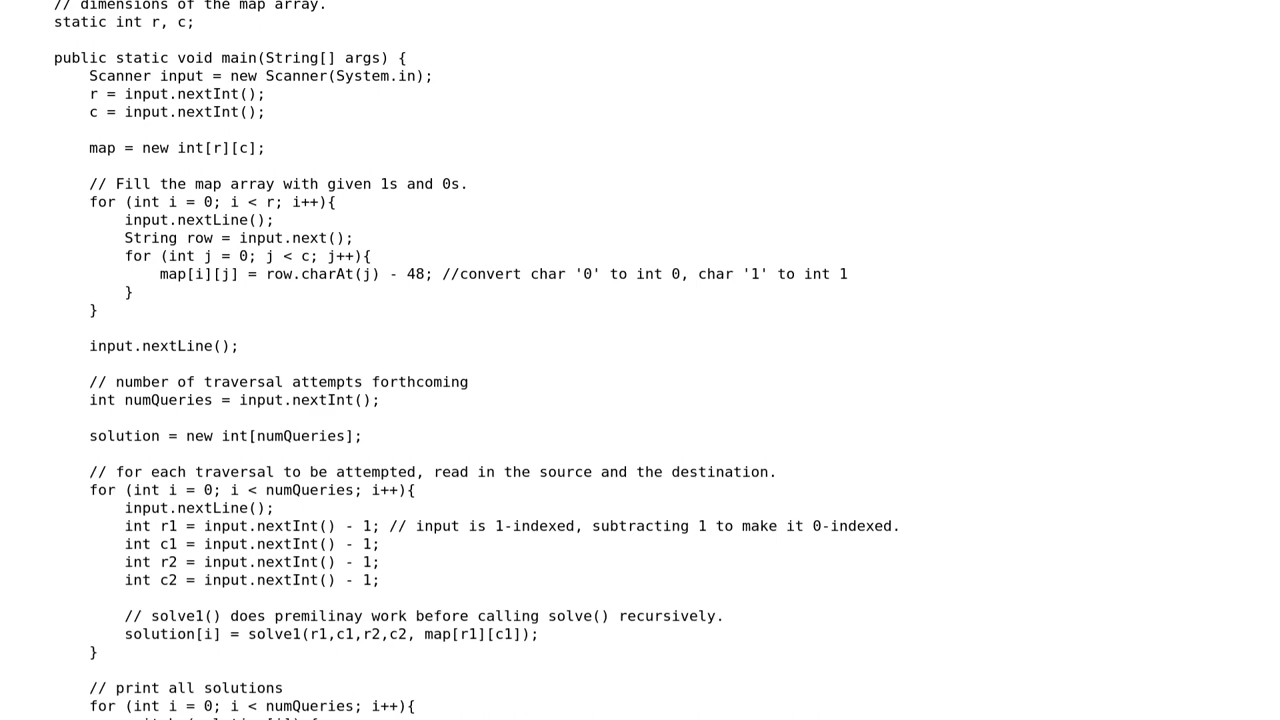 // dimensions of the map array.
static int r, c;
public static void main(String[] args) {
Scanner input = new Scanner(System.in);
r = input.nextInt();
c = input.nextInt();
map = new int[r][c];
// Fill the map array with given 1s and 0s.
for (int i = 0; i < r; i++){
input.nextLine();
String row = input.next();
for (int j = 0; j < c; j++){
map[i][j] = row.charAt(j) - 48; //convert char '0' to int 0, char '1' to int 1
}
}
input.nextLine();
// number of traversal attempts forthcoming
int numQueries = input.nextInt();
solution = new int[numQueries];
// for each traversal to be attempted, read in the source and the destination.
for (int i = 0; i < numQueries; i++){
input.nextLine();
int r1 = input.nextInt() - 1; // input is 1-indexed, subtracting 1 to make it 0-indexed.
int c1 = input.nextInt() - 1;
int r2 = input.nextInt() - 1;
int c2 = input.nextInt() - 1;
// solve1() does premilinay work before calling solve() recursively.
solution[i] = solve1(r1,c1,r2,c2, map[r1][c1]);
}
// print all solutions
for (int i = 0; i < numQueries; i++){